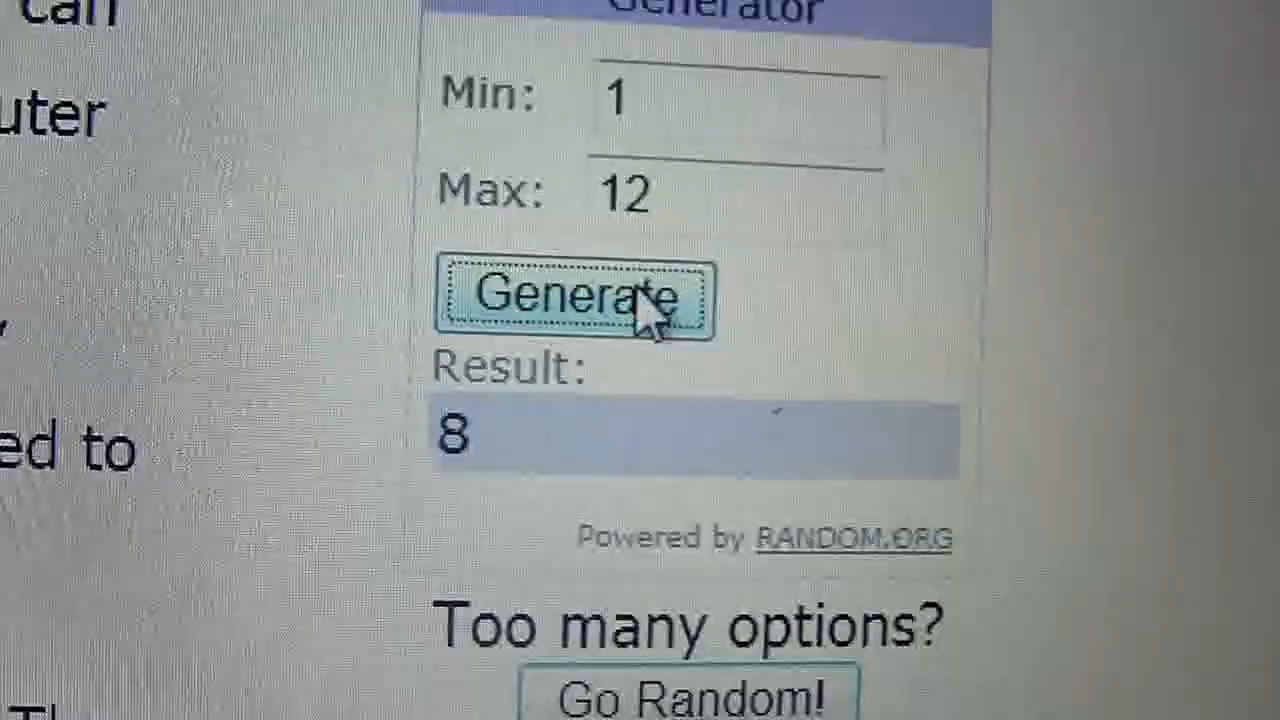 can
uter
ed to
Generator
Min: 1
Max: 12
Generate
Result:
8
Powered by RANDOM.ORG
Too many options?
Go Random!